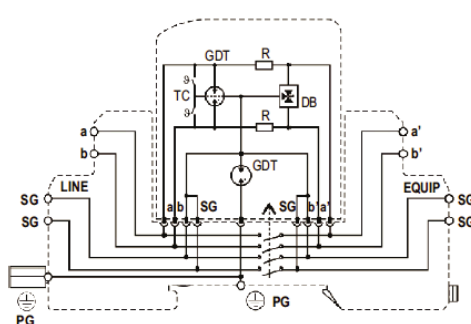 GDT R
ϑ
TC
DB
ϑ
R
a a'
b b'
GDT
LINE EQUIP
SG a b SG SG b' a' SG
SG SG
PG
PG